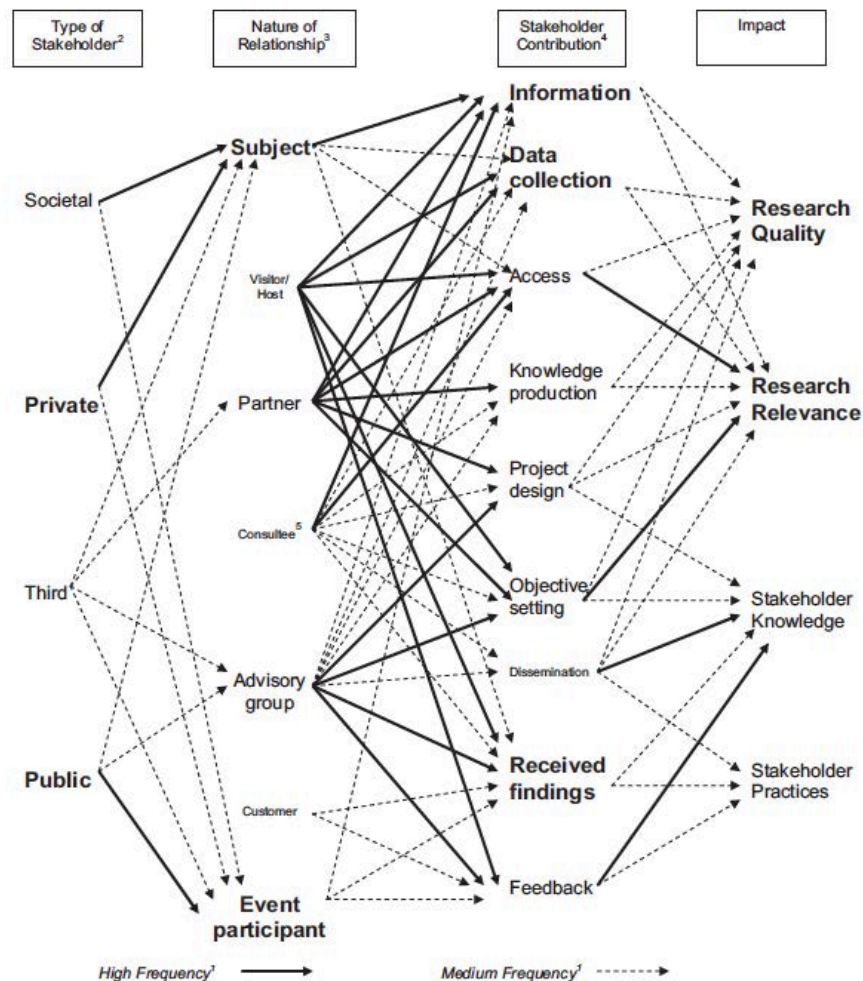 Type of
Stakeholder2
Nature of
Relationship3
Stakeholder
Contribution4
Impact
Societal
Private
Third
Public
Subject
Visitor/
Host
Partner
Consultee5
Advisory
group
Customer
Event
participant
Information
Data
collection
Access
Knowledge
production
Project
design
Objective
setting
Dissemination
Received
findings
Feedback
Research
Quality
Research
Relevance
Stakeholder
Knowledge
Stakeholder
Practices
High Frequency1
Medium Frequency1